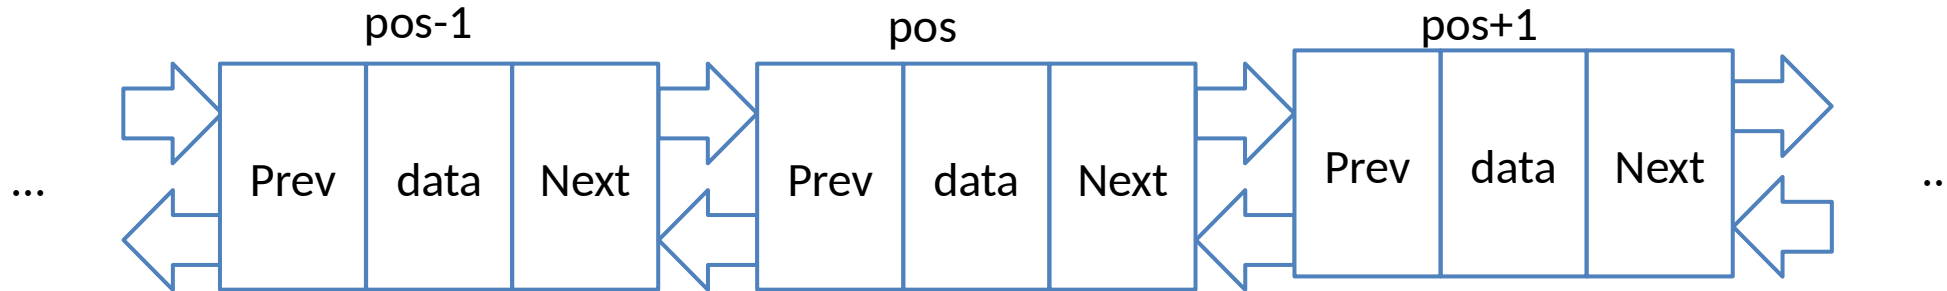 pos-1 pos pos+1
... Prev data Next Prev data Next Prev data Next ..